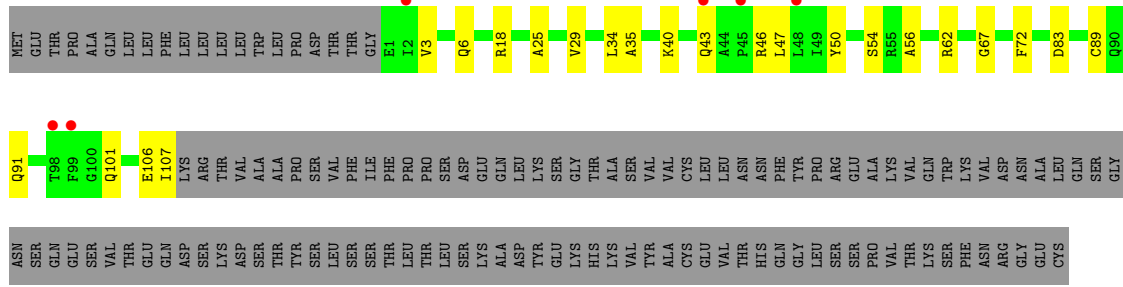 MET GLU THR PRO ALA GLN LEU LEU PHE LEU LEU LEU LEU TRP LEU PRO ASP THR THR GLY E1 I2 V3 Q6 R18 A25 V29 L34 A35 K40 Q43 A44 P45 R46 L47 L48 I49 Y50 S54 R55 A56 R62 G67 F72 D83 C89 Q90
Q91 T98 F99 G100 Q101 E106 I107 LYS ARG THR VAL ALA ALA PRO SER VAL PHE ILE PHE PRO PRO SER ASP GLU GLN LEU LYS SER GLY THR ALA SER VAL VAL CYS LEU LEU ASN ASN PHE TYR PRO ARG GLU ALA LYS VAL GLN TRP LYS VAL ASP ASN ALA LEU GLN SER GLY
ASN SER GLN GLU SER VAL THR GLU GLN ASP SER LYS ASP SER THR TYR SER LEU SER SER THR LEU THR LEU SER LYS ALA ASP TYR GLU LYS HIS LYS VAL TYR ALA CYS GLU VAL THR HIS GLN GLY LEU SER SER PRO VAL THR LYS SER PHE ASN ARG GLY GLU CYS